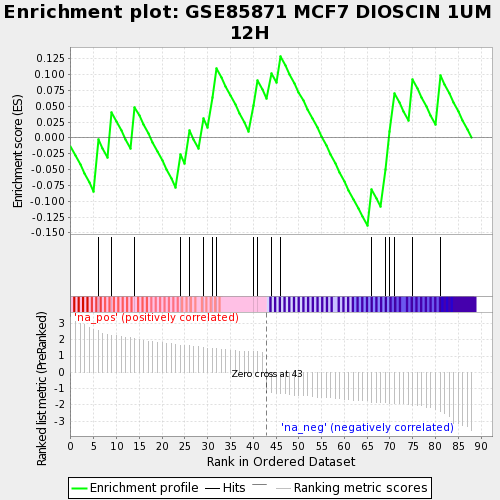 Enrichment plot: GSE85871 MCF7 DIOSCIN 1UM
12H
Enrichment score (ES)
0.125
0.100
0.075
0.050
0.025
0.000
-0.025
-0.050
-0.075
-0.100
-0.125
-0.150
'na_pos' (positively correlated)
Ranked list metric (PreRanked)
3
2
1
0
-1
-2
-3
Zero cross at 43
'na_neg' (negatively correlated)
0 5 10 15 20 25 30 35 40 45 50 55 60 65 70 75 80 85 90
Rank in Ordered Dataset
Enrichment profile Hits Ranking metric scores